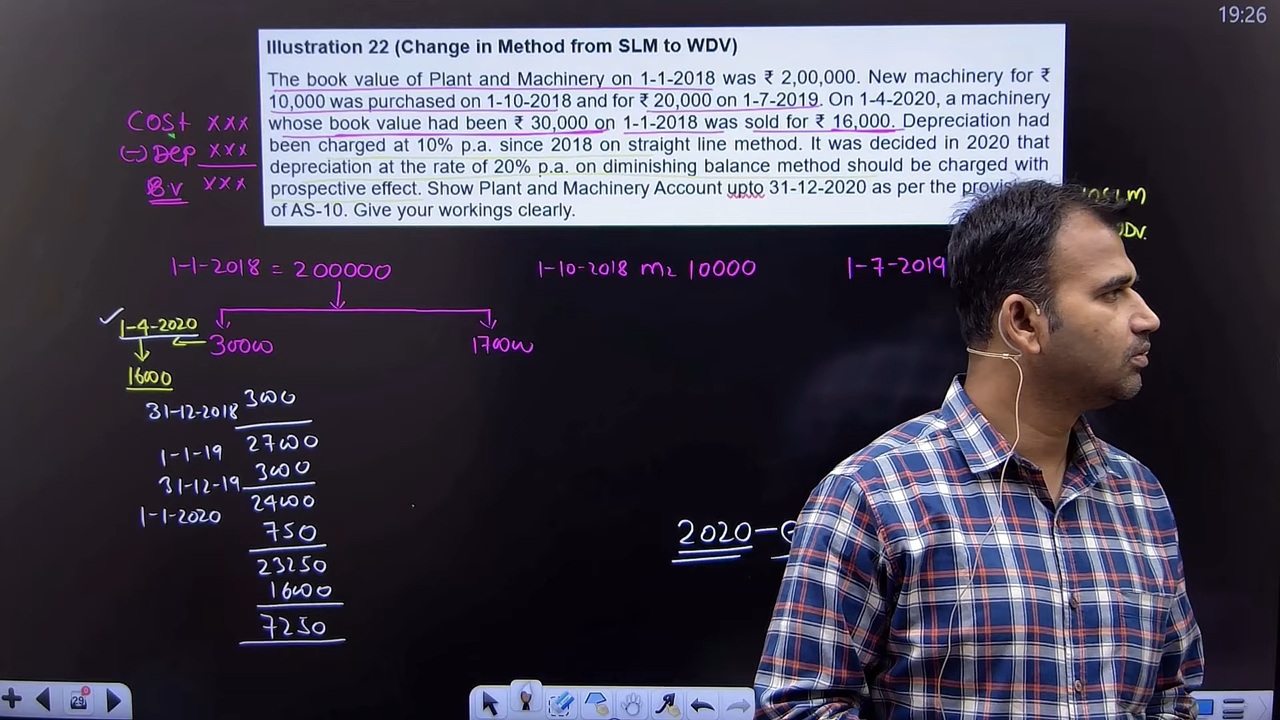 19:26
Illustration 22 (Change in Method from SLM to WDV)
The book value of Plant and Machinery on 1-1-2018 was ₹ 2,00,000. New machinery for ₹
10,000 was purchased on 1-10-2018 and for ₹ 20,000 on 1-7-2019. On 1-4-2020, a machinery
whose book value had been ₹ 30,000 on 1-1-2018 was sold for ₹ 16,000. Depreciation had
been charged at 10% p.a. since 2018 on straight line method. It was decided in 2020 that
depreciation at the rate of 20% p.a. on diminishing balance method should be charged with
prospective effect. Show Plant and Machinery Account upto 31-12-2020 as per the
of AS-10. Give your workings clearly.
Cost xxx
(-) Dep xxx
B.V xxx
SLM
WDV.
1-1-2018 = 200000
1-10-2018 M2 10000
1-7-2019
1-4-2020
30000
170000
16000
31-12-2018 3000
1-1-19 27000
31-12-19 3000
1-1-2020 24000
750
23250
16000
7250
2020-
29